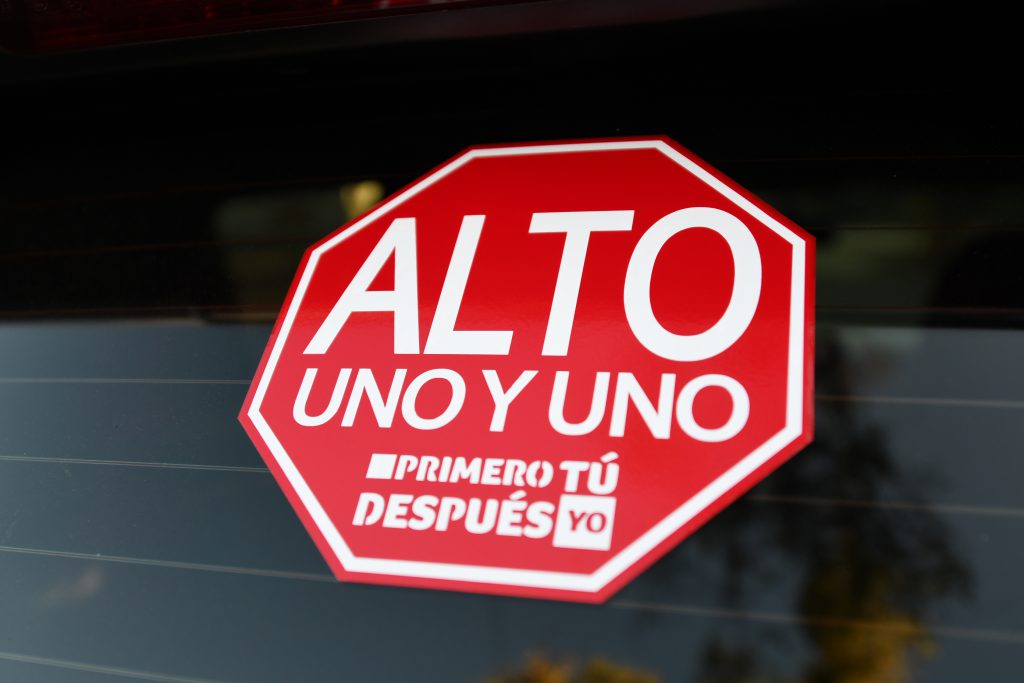 ALTO
UNO Y UNO
PRIMERO TÚ
DESPUÉS YO